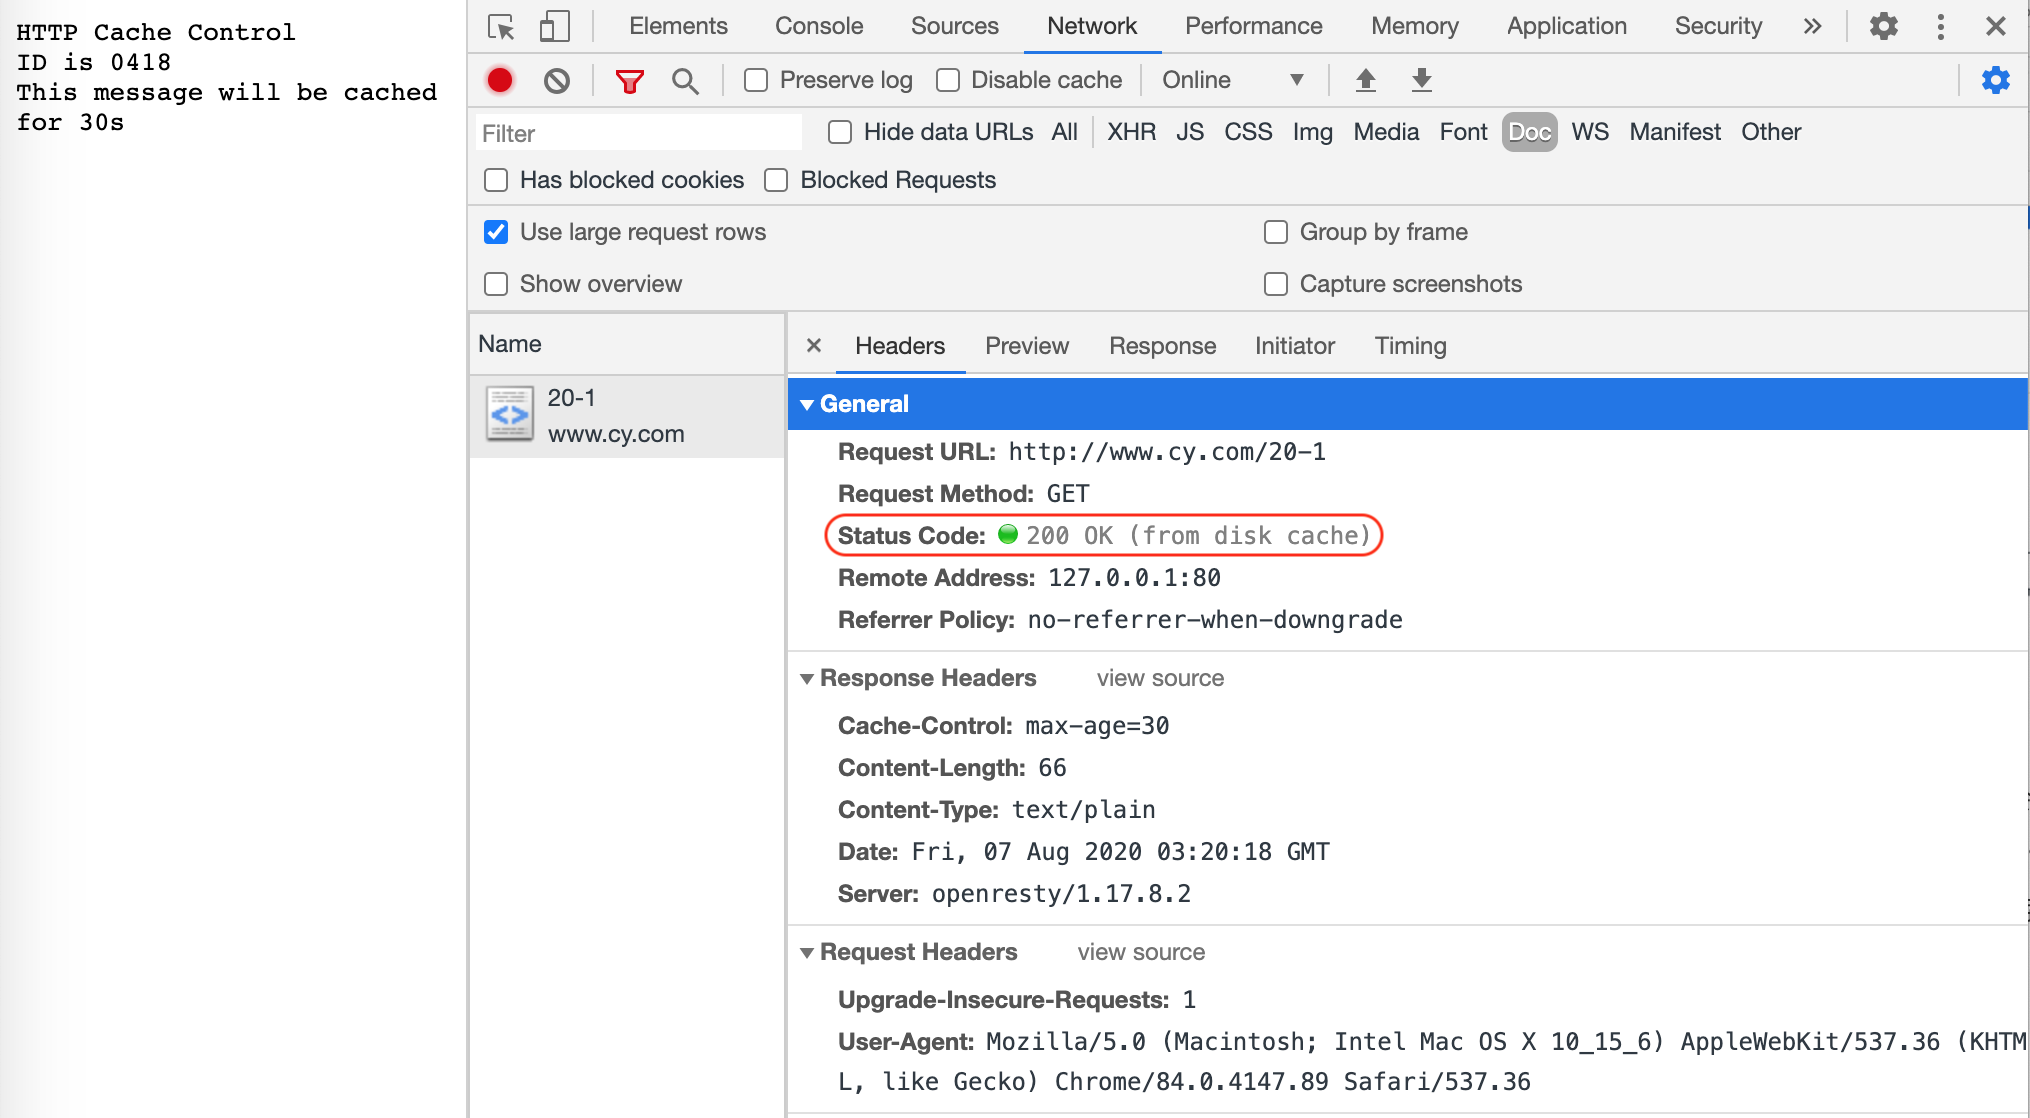 HTTP Cache Control
ID is 0418
This message will be cached
for 30s
Elements Console Sources Network Performance Memory Application Security »
Preserve log Disable cache Online
Filter Hide data URLs All XHR JS CSS Img Media Font Doc WS Manifest Other
Has blocked cookies Blocked Requests
Use large request rows Group by frame
Show overview Capture screenshots
Name
20-1
www.cy.com
× Headers Preview Response Initiator Timing
General
Request URL: http://www.cy.com/20-1
Request Method: GET
Status Code: 200 OK (from disk cache)
Remote Address: 127.0.0.1:80
Referrer Policy: no-referrer-when-downgrade
Response Headers view source
Cache-Control: max-age=30
Content-Length: 66
Content-Type: text/plain
Date: Fri, 07 Aug 2020 03:20:18 GMT
Server: openresty/1.17.8.2
Request Headers view source
Upgrade-Insecure-Requests: 1
User-Agent: Mozilla/5.0 (Macintosh; Intel Mac OS X 10_15_6) AppleWebKit/537.36 (KHTM
L, like Gecko) Chrome/84.0.4147.89 Safari/537.36